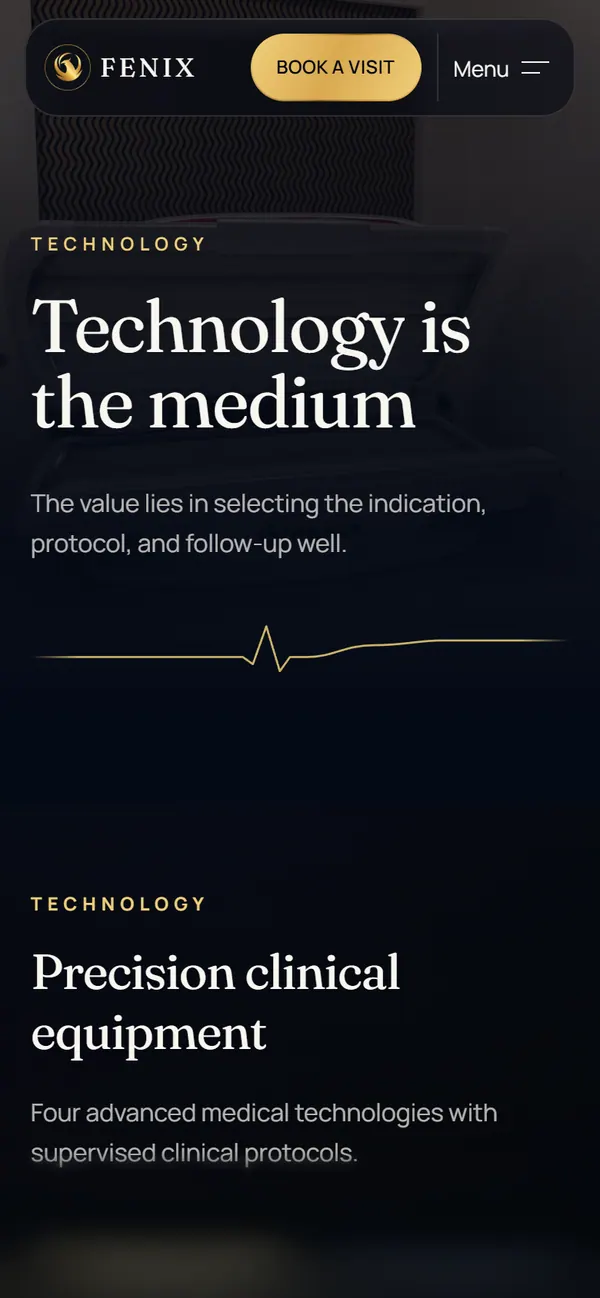 FENIX
BOOK A VISIT
Menu
TECHNOLOGY
Technology is
the medium
The value lies in selecting the indication,
protocol, and follow-up well.
TECHNOLOGY
Precision clinical
equipment
Four advanced medical technologies with
supervised clinical protocols.